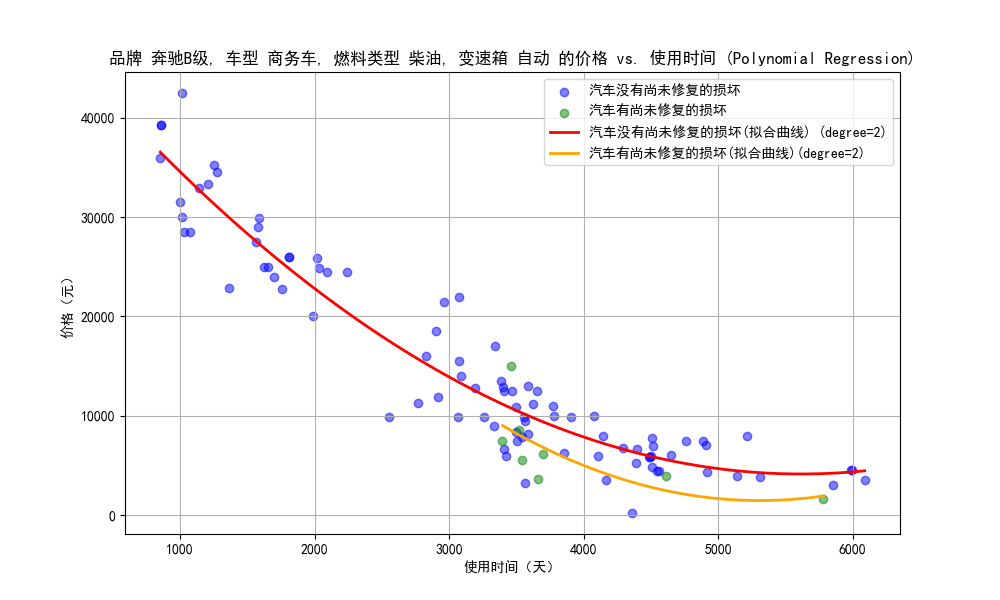 品牌 奔驰B级, 车型 商务车, 燃料类型 柴油, 变速箱 自动 的价格 vs. 使用时间 (Polynomial Regression)
汽车没有尚未修复的损坏
汽车有尚未修复的损坏
汽车没有尚未修复的损坏(拟合曲线) (degree=2)
汽车有尚未修复的损坏(拟合曲线)(degree=2)
价格（元）
40000
30000
20000
10000
0
1000 2000 3000 4000 5000 6000
使用时间（天）